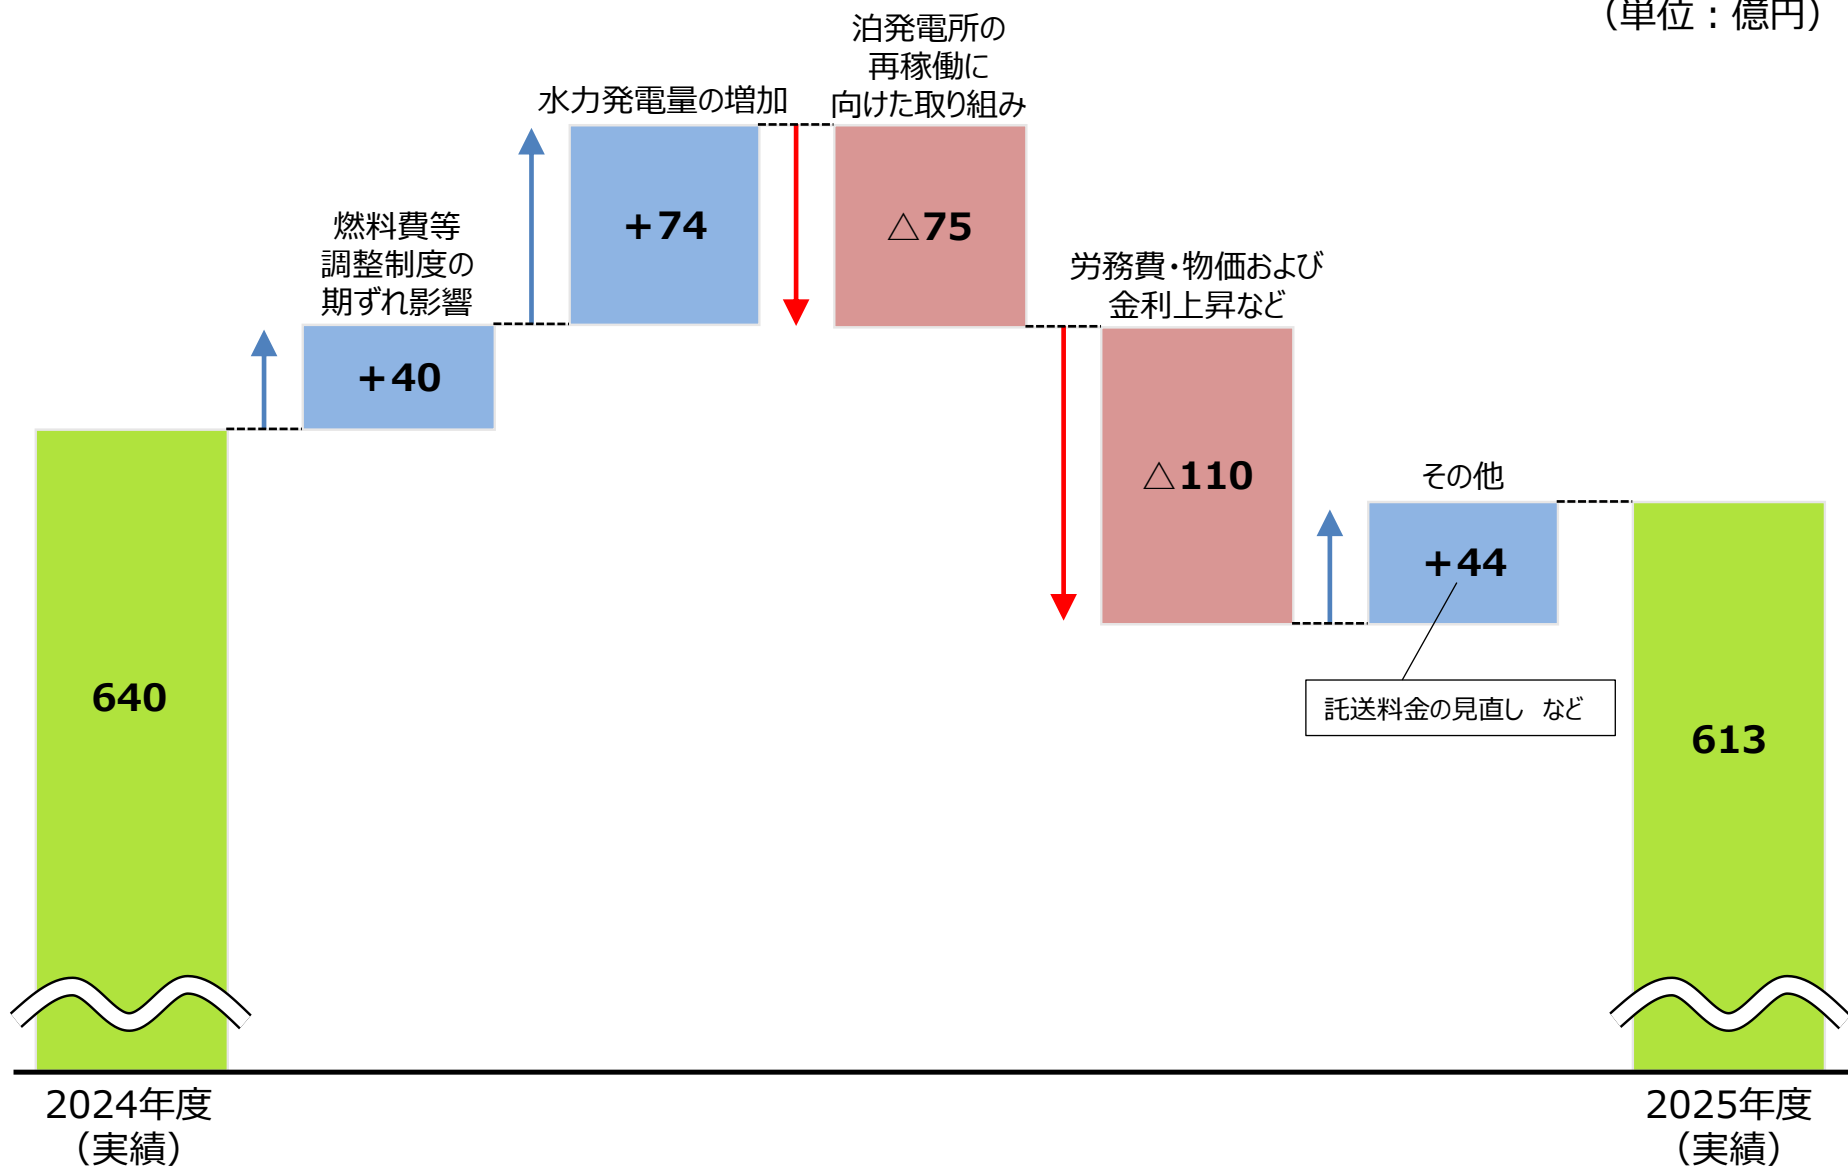 （単位：億円）
泊発電所の
再稼働に
向けた取り組み
水力発電量の増加
+74
△75
燃料費等
調整制度の
期ずれ影響
+40
労務費・物価および
金利上昇など
△110
その他
+44
託送料金の見直し など
640
613
2024年度
（実績）
2025年度
（実績）